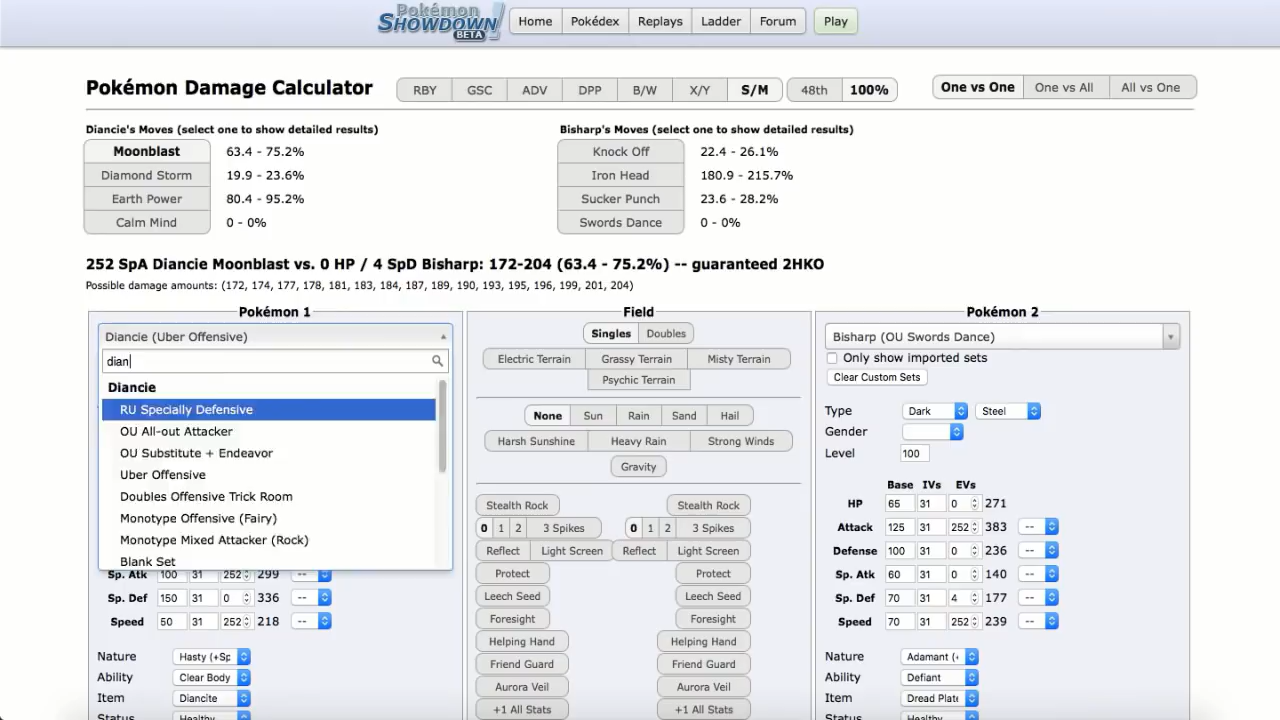 Pokémon
SHOWDOWN!
BETA
Home Pokédex Replays Ladder Forum Play
Pokémon Damage Calculator RBY GSC ADV DPP B/W X/Y S/M 48th 100% One vs One One vs All All vs One
Diancie's Moves (select one to show detailed results) Bisharp's Moves (select one to show detailed results)
Moonblast 63.4 - 75.2% Knock Off 22.4 - 26.1%
Diamond Storm 19.9 - 23.6% Iron Head 180.9 - 215.7%
Earth Power 80.4 - 95.2% Sucker Punch 23.6 - 28.2%
Calm Mind 0 - 0% Swords Dance 0 - 0%
252 SpA Diancie Moonblast vs. 0 HP / 4 SpD Bisharp: 172-204 (63.4 - 75.2%) -- guaranteed 2HKO
Possible damage amounts: (172, 174, 177, 178, 181, 183, 184, 187, 189, 190, 193, 195, 196, 199, 201, 204)
Pokémon 1
Diancie (Uber Offensive)
dian
Diancie
RU Specially Defensive
OU All-out Attacker
OU Substitute + Endeavor
Uber Offensive
Doubles Offensive Trick Room
Monotype Offensive (Fairy)
Monotype Mixed Attacker (Rock)
Blank Set
Sp. Atk 100 31 252 299 --
Sp. Def 150 31 0 336 --
Speed 50 31 252 218 --
Nature Hasty (+Sp
Ability Clear Body
Item Diancite
Status Healthy
Field
Singles Doubles
Electric Terrain Grassy Terrain Misty Terrain
Psychic Terrain
None Sun Rain Sand Hail
Harsh Sunshine Heavy Rain Strong Winds
Gravity
Stealth Rock Stealth Rock
0 1 2 3 Spikes 0 1 2 3 Spikes
Reflect Light Screen Reflect Light Screen
Protect Protect
Leech Seed Leech Seed
Foresight Foresight
Helping Hand Helping Hand
Friend Guard Friend Guard
Aurora Veil Aurora Veil
+1 All Stats +1 All Stats
Pokémon 2
Bisharp (OU Swords Dance)
Only show imported sets
Clear Custom Sets
Type Dark Steel
Gender
Level 100
Base IVs EVs
HP 65 31 0 271
Attack 125 31 252 383 --
Defense 100 31 0 236 --
Sp. Atk 60 31 0 140 --
Sp. Def 70 31 4 177 --
Speed 70 31 252 239 --
Nature Adamant (+
Ability Defiant
Item Dread Plate
Status Healthy